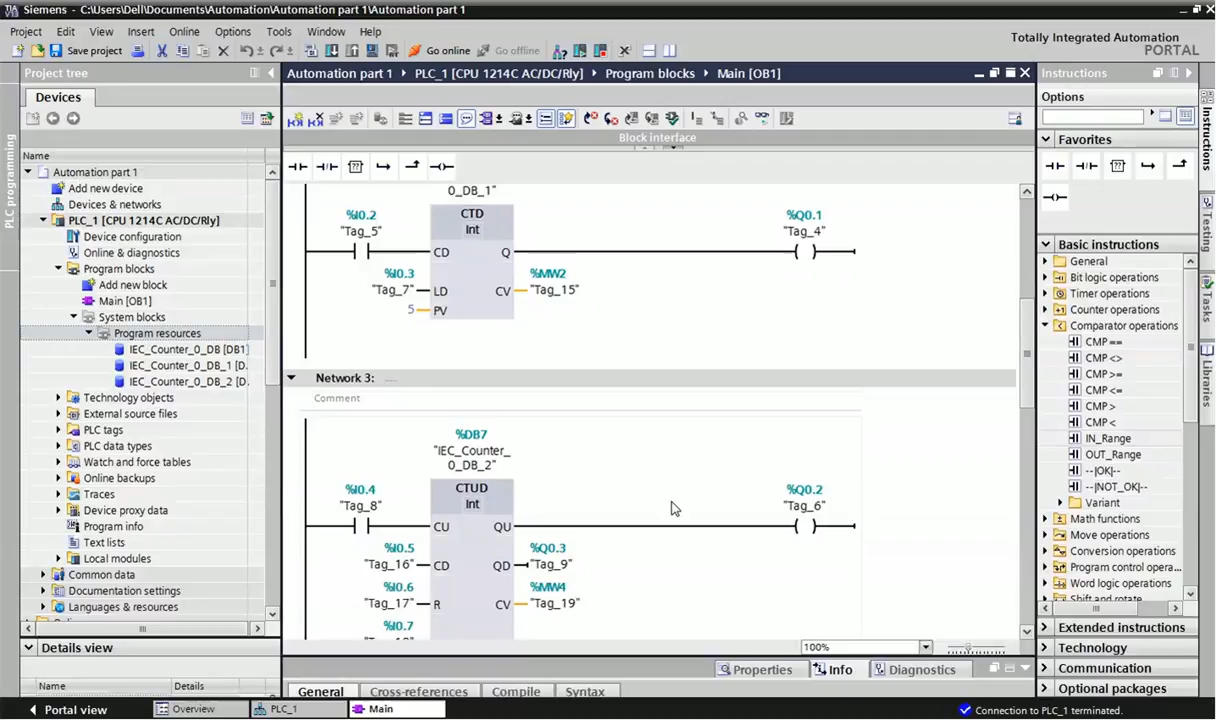 Siemens - C:\Users\Dell\Documents\Automation\Automation part 1\Automation part 1
Project Edit View Insert Online Options Tools Window Help
Totally Integrated Automation
PORTAL
Save project Go online Go offline
Project tree
Automation part 1 PLC_1 [CPU 1214C AC/DC/Rly] Program blocks Main [OB1]
Instructions
Devices
Options
Block interface
Favorites
PLC programming
Name
Automation part 1
Add new device
Devices & networks
PLC_1 [CPU 1214C AC/DC/Rly]
Device configuration
Online & diagnostics
Program blocks
Add new block
Main [OB1]
System blocks
Program resources
IEC_Counter_0_DB [DB1]
IEC_Counter_0_DB_1 [D.
IEC_Counter_0_DB_2 [D.
Technology objects
External source files
PLC tags
PLC data types
Watch and force tables
Online backups
Traces
Device proxy data
Program info
Text lists
Local modules
Common data
Documentation settings
Languages & resources
Details view
Name Details
0_DB_1"
CTD
Int
%I0.2
"Tag_5"
%Q0.1
"Tag_4"
CD Q
%I0.3
"Tag_7"
LD CV
%MW2
"Tag_15"
5 PV
Network 3: .....
Comment
%DB7
"IEC_Counter_
0_DB_2"
CTUD
Int
%I0.4
"Tag_8"
%Q0.2
"Tag_6"
CU QU
%I0.5
"Tag_16"
CD QD
%Q0.3
"Tag_9"
%I0.6
"Tag_17"
R CV
%MW4
"Tag_19"
%I0.7
100%
Properties Info Diagnostics
General Cross-references Compile Syntax
Basic instructions
General
Bit logic operations
Timer operations
Counter operations
Comparator operations
CMP ==
CMP <>
CMP >=
CMP <=
CMP >
CMP <
IN_Range
OUT_Range
--|OK|--
--|NOT_OK|--
Variant
Math functions
Move operations
Conversion operations
Program control opera...
Word logic operations
Shift and rotate
Extended instructions
Technology
Communication
Optional packages
Instructions
Testing
Tasks
Libraries
Portal view Overview PLC_1 Main
Connection to PLC_1 terminated.